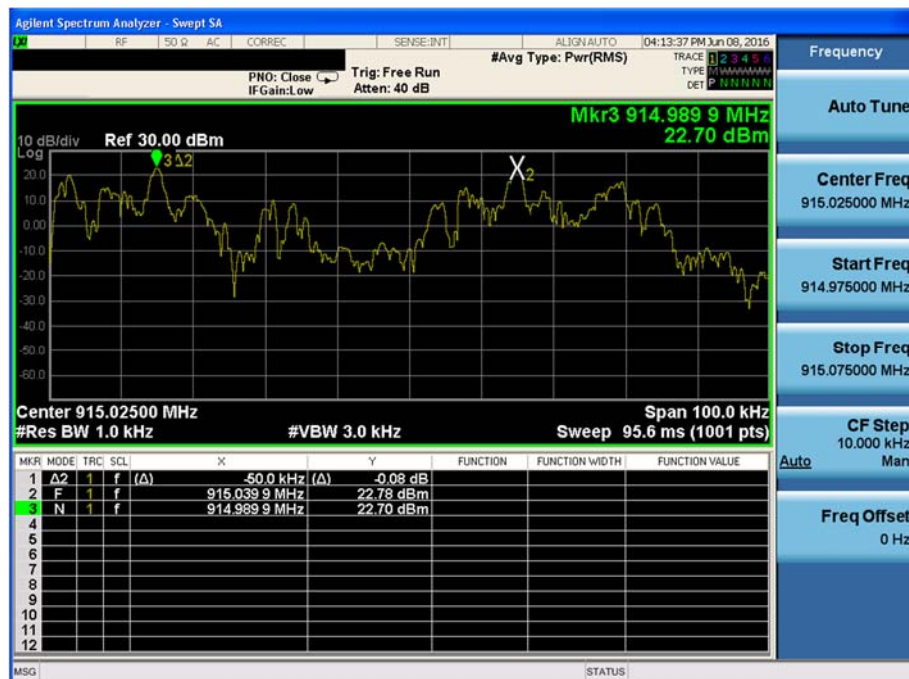 Agilent Spectrum Analyzer - Swept SA
RF 50 Ω AC CORREC SENSE:INT ALIGN AUTO 04:13:37 PM Jun 08, 2016
#Avg Type: Pwr(RMS) TRACE 1 2 3 4 5 6
PNO: Close Trig: Free Run TYPE M
IFGain:Low Atten: 40 dB DET P N N N N N
Mkr3 914.989 9 MHz
22.70 dBm
10 dB/div Ref 30.00 dBm
Log
3 Δ2
2
20.0
10.0
0.00
-10.0
-20.0
-30.0
-40.0
-50.0
-60.0
Center 915.02500 MHz Span 100.0 kHz
#Res BW 1.0 kHz #VBW 3.0 kHz Sweep 95.6 ms (1001 pts)
MKR MODE TRC SCL X Y FUNCTION FUNCTION WIDTH FUNCTION VALUE
1 Δ2 1 f (Δ) -50.0 kHz (Δ) -0.08 dB
2 F 1 f 915.039 9 MHz 22.78 dBm
3 N 1 f 914.989 9 MHz 22.70 dBm
4
5
6
7
8
9
10
11
12
MSG STATUS
Frequency
Auto Tune
Center Freq
915.025000 MHz
Start Freq
914.975000 MHz
Stop Freq
915.075000 MHz
CF Step
10.000 kHz
Auto Man
Freq Offset
0 Hz